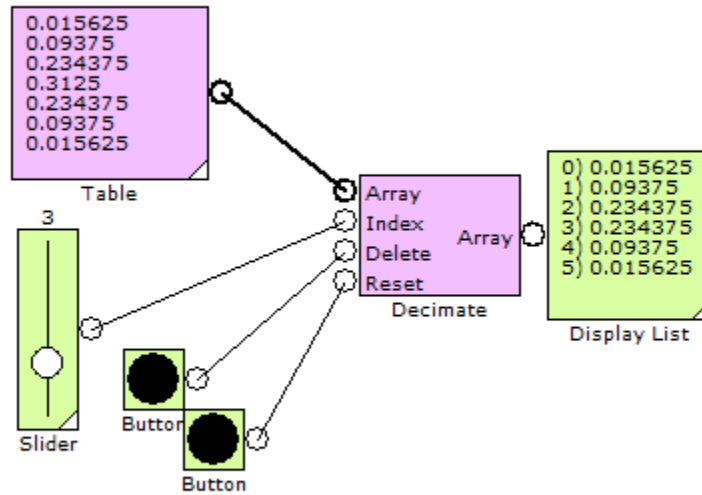 0.015625
0.09375
0.234375
0.3125
0.234375
0.09375
0.015625
Table
3
Slider
Button
Button
Array
Index
Delete
Reset
Array
Decimate
0) 0.015625
1) 0.09375
2) 0.234375
3) 0.234375
4) 0.09375
5) 0.015625
Display List